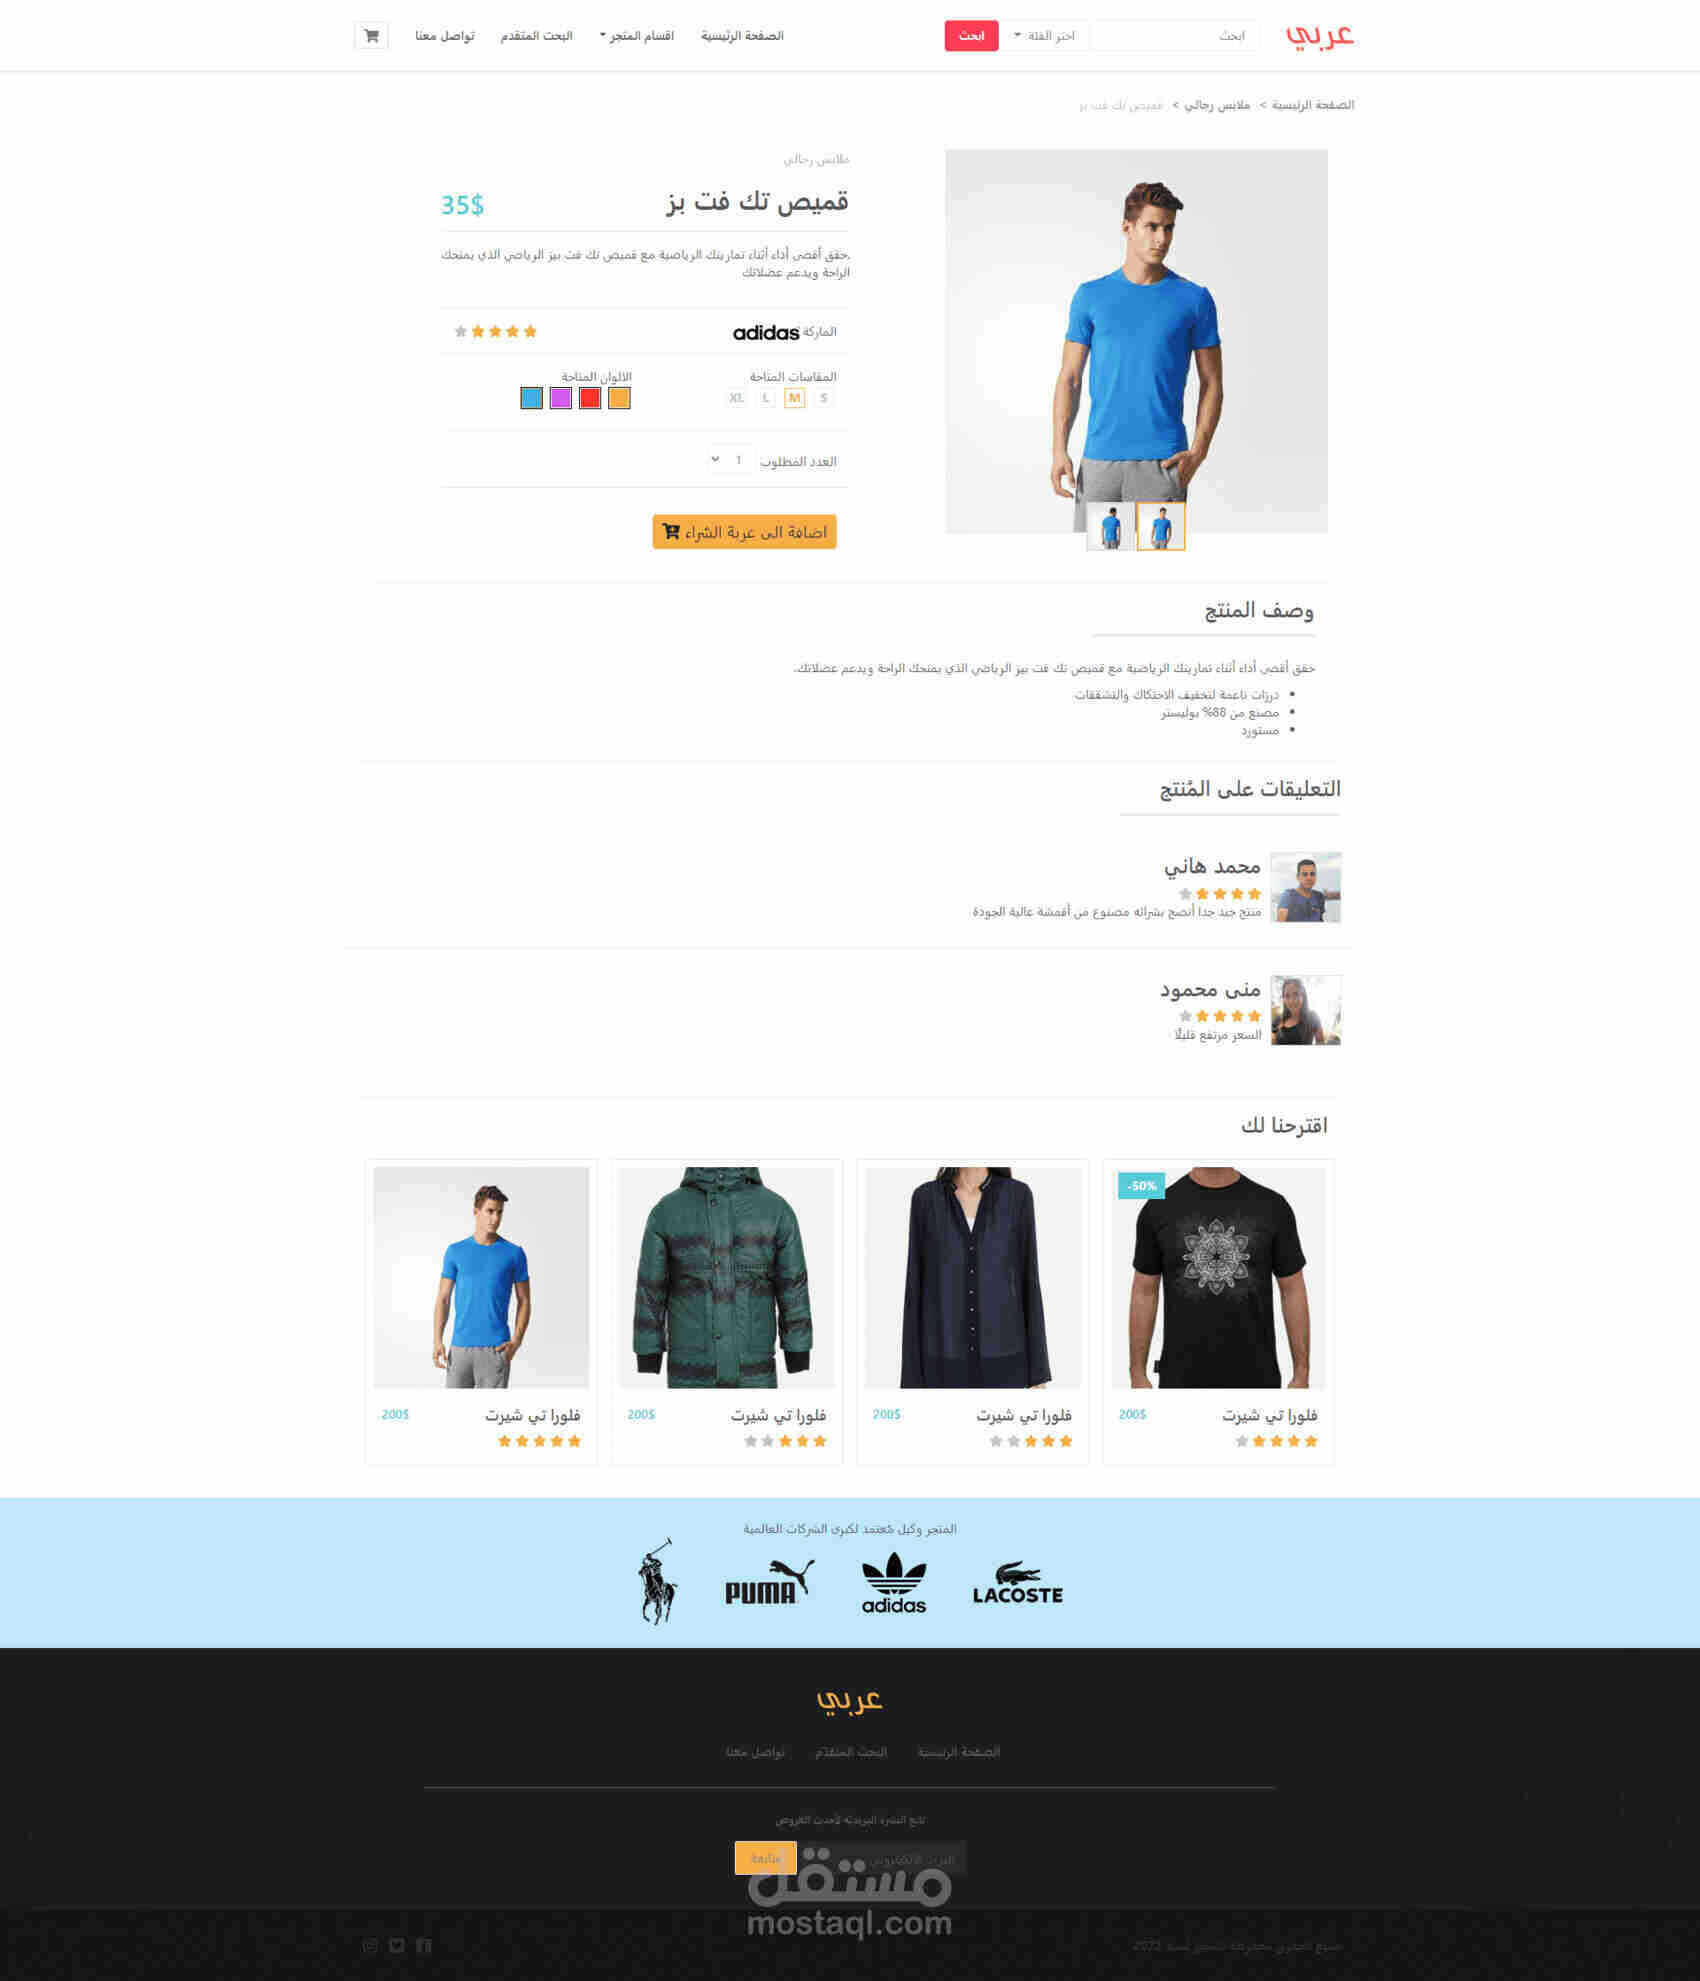 عربي
ابحث
اختر الفئة
ابحث
الصفحة الرئيسية
اقسام المتجر
البحث المتقدم
تواصل معنا
الصفحة الرئيسية > ملابس رجالي > قميص تك فت بز
ملابس رجالي
قميص تك فت بز
35$
حقق أقصى أداء أثناء تمارينك الرياضية مع قميص تك فت بيز الرياضي الذي يمنحك.
الراحة ويدعم عضلاتك
الماركة adidas
المقاسات المتاحة
S M L XL
الالوان المتاحة
العدد المطلوب 1
اضافة الى عربة الشراء
وصف المنتج
حقق أقصى أداء أثناء تمارينك الرياضية مع قميص تك فت بيز الرياضي الذي يمنحك الراحة ويدعم عضلاتك.
درزات ناعمة لتخفيف الاحتكاك والتشققات
مصنع من 88% بوليستر
مستورد
التعليقات على المُنتج
محمد هاني
منتج جيد جدا أنصح بشرائه مصنوع من أقمشة عالية الجودة
منى محمود
السعر مرتفع قليلًا
اقترحنا لك
-50%
فلورا تي شيرت 200$
فلورا تي شيرت 200$
فلورا تي شيرت 200$
فلورا تي شيرت 200$
المتجر وكيل مُعتمد لكبرى الشركات العالمية
LACOSTE
adidas
PUMA
عربي
الصفحة الرئيسية
البحث المتقدم
تواصل معنا
تابع النشرة البريدية لأحدث العروض
البريد الالكتروني
متابعة
مستقل
mostaql.com